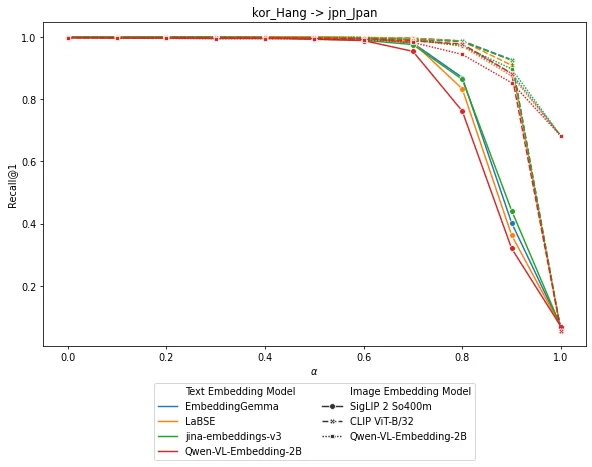 kor_Hang -> jpn_Jpan
1.0
0.8
0.6
0.4
0.2
Recall@1
0.0 0.2 0.4 0.6 0.8 1.0
α
Text Embedding Model
EmbeddingGemma
LaBSE
jina-embeddings-v3
Qwen-VL-Embedding-2B
Image Embedding Model
SigLIP 2 So400m
CLIP ViT-B/32
Qwen-VL-Embedding-2B